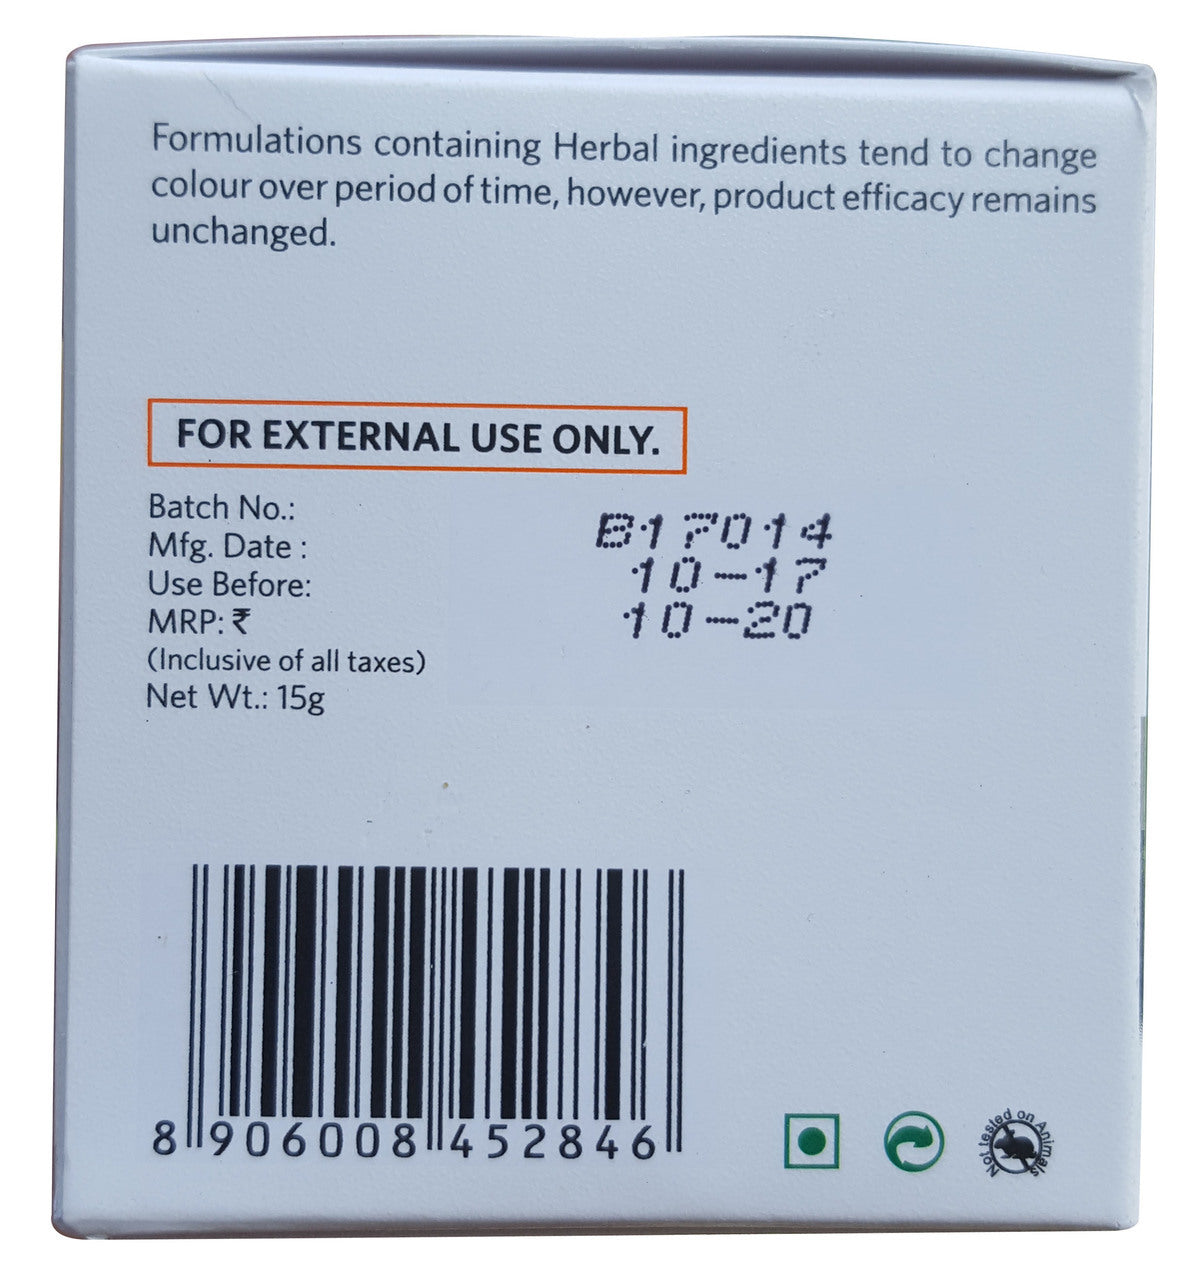 Formulations containing Herbal ingredients tend to change
colour over period of time, however, product efficacy remains
unchanged.
FOR EXTERNAL USE ONLY.
Batch No.: B17014
Mfg. Date : 10-17
Use Before: 10-20
MRP: ₹
(Inclusive of all taxes)
Net Wt.: 15g
8 906008 452846
Not tested on Animals